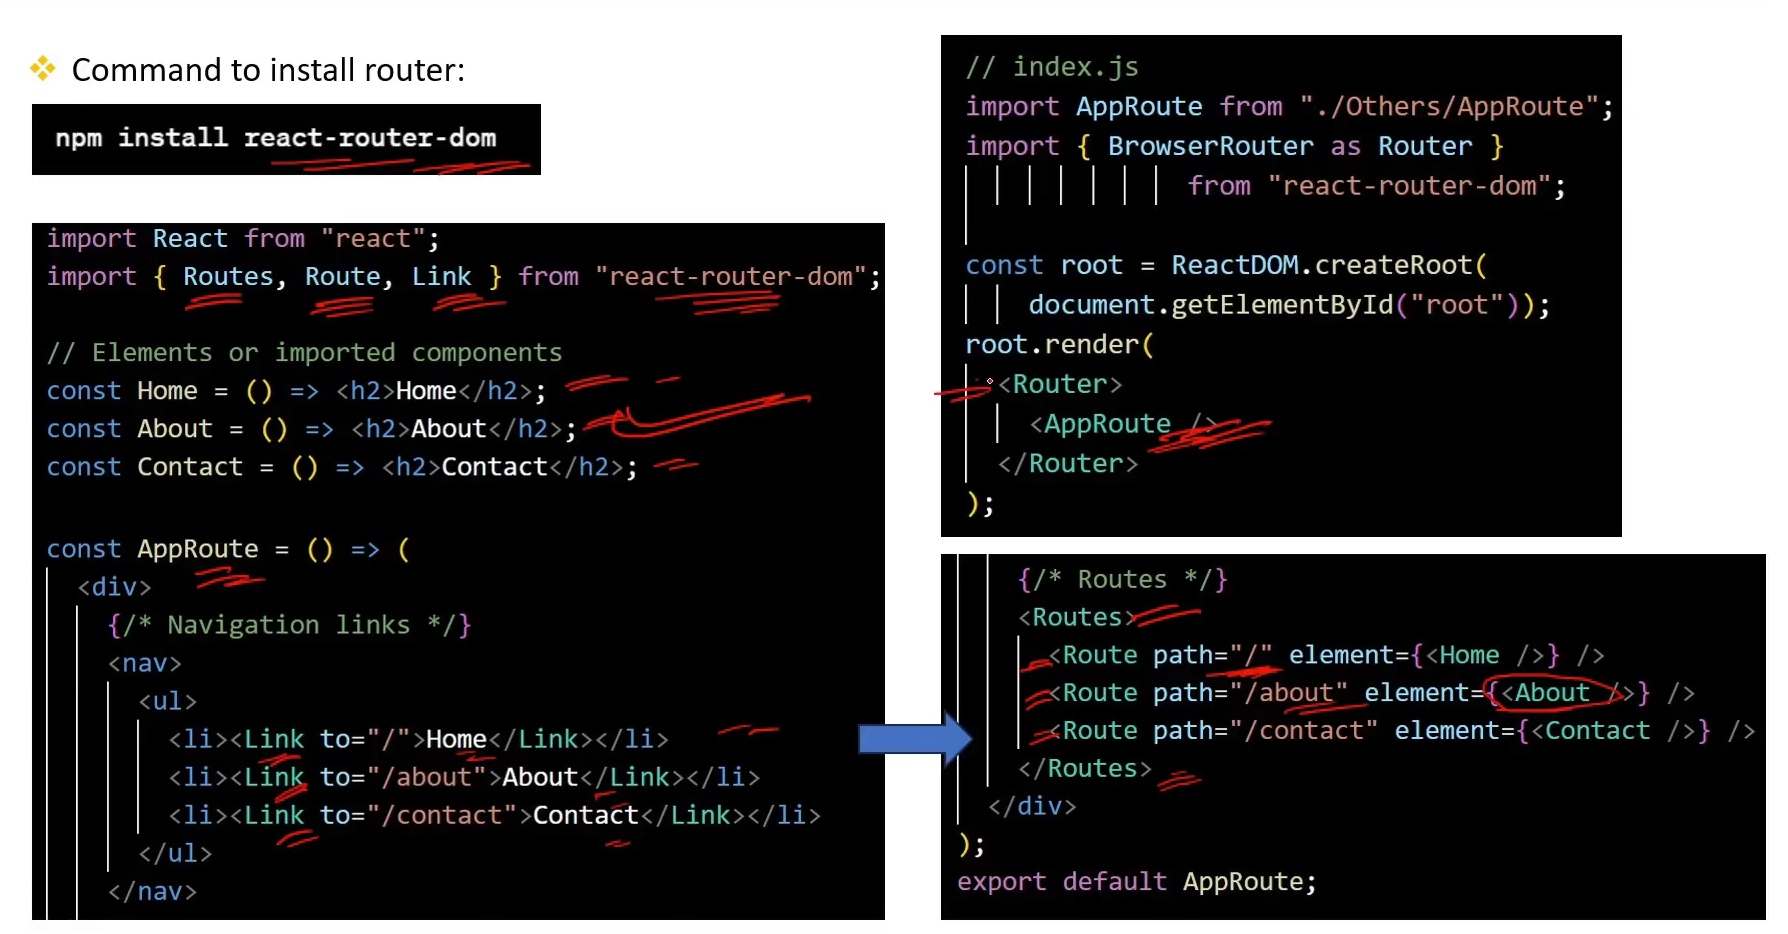 Command to install router:
npm install react-router-dom
import React from "react";
import { Routes, Route, Link } from "react-router-dom";
// Elements or imported components
const Home = () => <h2>Home</h2>;
const About = () => <h2>About</h2>;
const Contact = () => <h2>Contact</h2>;
const AppRoute = () => (
<div>
{/* Navigation links */}
<nav>
<ul>
<li><Link to="/">Home</Link></li>
<li><Link to="/about">About</Link></li>
<li><Link to="/contact">Contact</Link></li>
</ul>
</nav>
// index.js
import AppRoute from "./Others/AppRoute";
import { BrowserRouter as Router }
from "react-router-dom";
const root = ReactDOM.createRoot(
document.getElementById("root"));
root.render(
<Router>
<AppRoute />
</Router>
);
{/* Routes */}
<Routes>
<Route path="/" element={<Home />} />
<Route path="/about" element={<About />} />
<Route path="/contact" element={<Contact />} />
</Routes>
</div>
);
export default AppRoute;